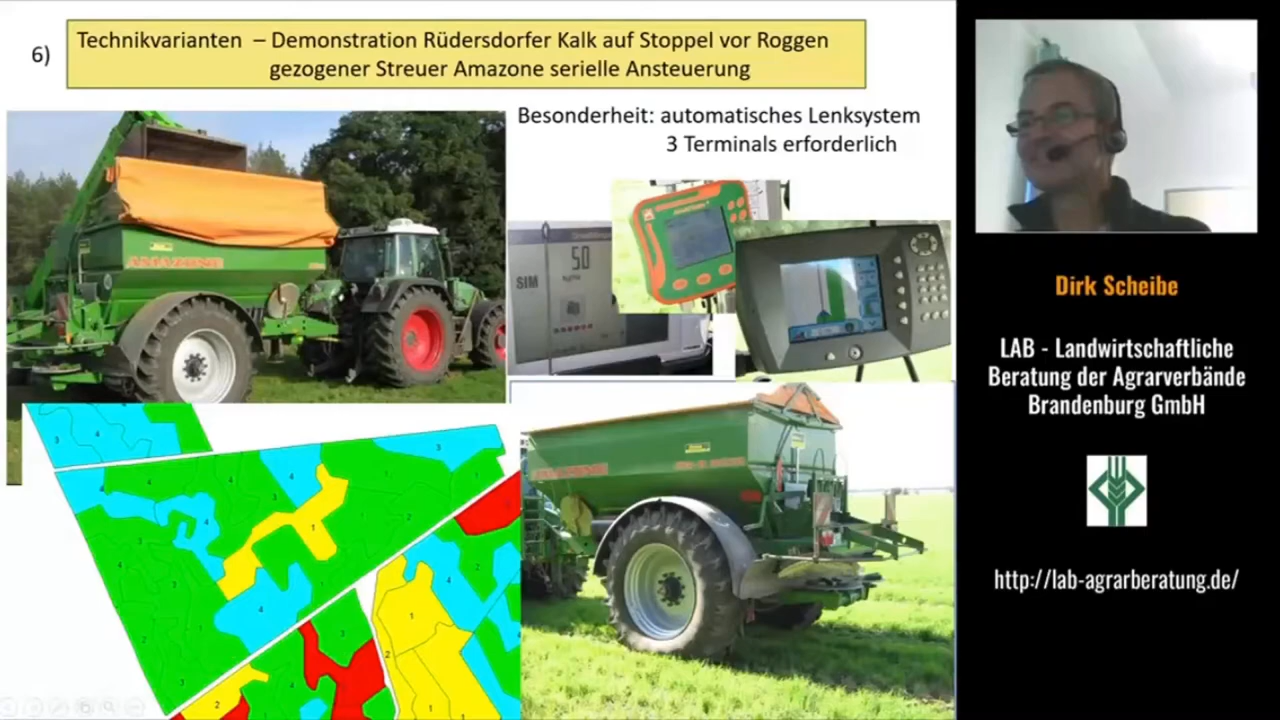 6)
Technikvarianten – Demonstration Rüdersdorfer Kalk auf Stoppel vor Roggen
gezogener Streuer Amazone serielle Ansteuerung
Besonderheit: automatisches Lenksystem
3 Terminals erforderlich
AMAZONE
SIM
50
Dirk Scheibe
LAB - Landwirtschaftliche
Beratung der Agrarverbände
Brandenburg GmbH
http://lab-agrarberatung.de/